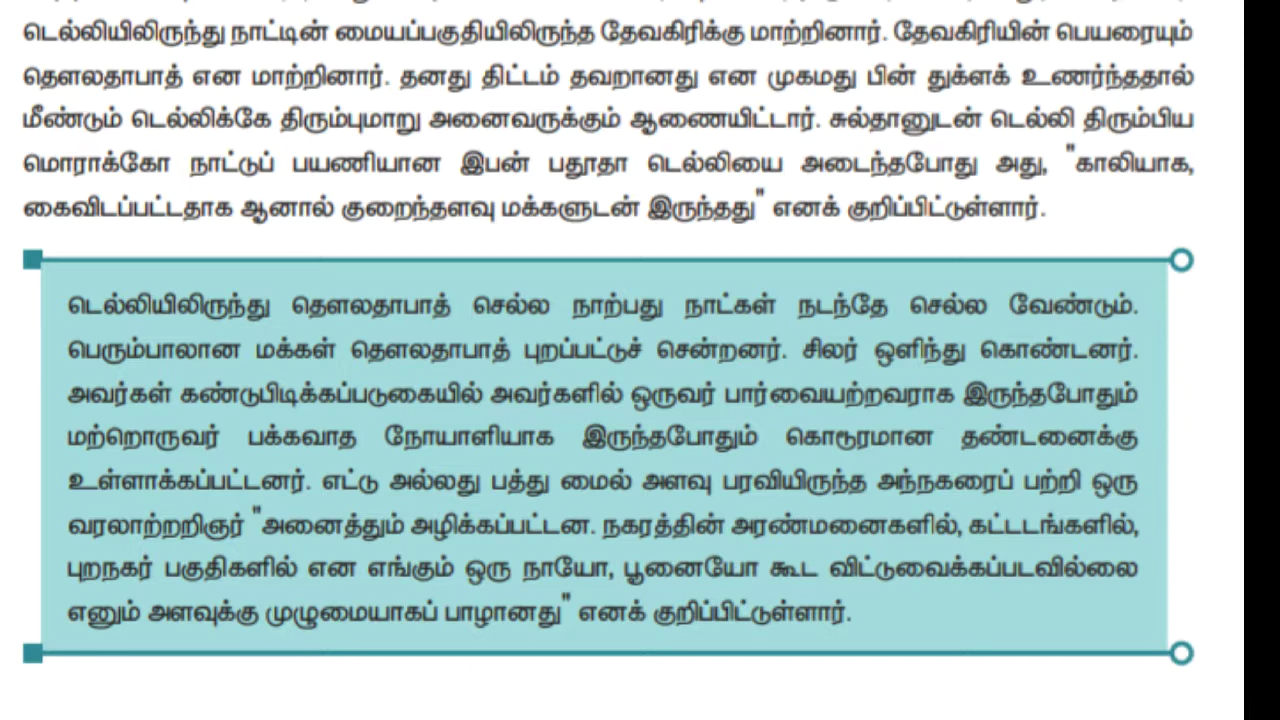 டெல்லியிலிருந்து நாட்டின் மையப்பகுதியிலிருந்த தேவகிரிக்கு மாற்றினார். தேவகிரியின் பெயரையும்
தௌலதாபாத் என மாற்றினார். தனது திட்டம் தவறானது என முகமது பின் துக்ளக் உணர்ந்ததால்
மீண்டும் டெல்லிக்கே திரும்புமாறு அனைவருக்கும் ஆணையிட்டார். சுல்தானுடன் டெல்லி திரும்பிய
மொராக்கோ நாட்டுப் பயணியான இபன் பதூதா டெல்லியை அடைந்தபோது அது, "காலியாக,
கைவிடப்பட்டதாக ஆனால் குறைந்தளவு மக்களுடன் இருந்தது" எனக் குறிப்பிட்டுள்ளார்.
டெல்லியிலிருந்து தௌலதாபாத் செல்ல நாற்பது நாட்கள் நடந்தே செல்ல வேண்டும்.
பெரும்பாலான மக்கள் தௌலதாபாத் புறப்பட்டுச் சென்றனர். சிலர் ஒளிந்து கொண்டனர்.
அவர்கள் கண்டுபிடிக்கப்படுகையில் அவர்களில் ஒருவர் பார்வையற்றவராக இருந்தபோதும்
மற்றொருவர் பக்கவாத நோயாளியாக இருந்தபோதும் கொடூரமான தண்டனைக்கு
உள்ளாக்கப்பட்டனர். எட்டு அல்லது பத்து மைல் அளவு பரவியிருந்த அந்நகரைப் பற்றி ஒரு
வரலாற்றறிஞர் "அனைத்தும் அழிக்கப்பட்டன. நகரத்தின் அரண்மனைகளில், கட்டடங்களில்,
புறநகர் பகுதிகளில் என எங்கும் ஒரு நாயோ, பூனையோ கூட விட்டுவைக்கப்படவில்லை
எனும் அளவுக்கு முழுமையாகப் பாழானது" எனக் குறிப்பிட்டுள்ளார்.